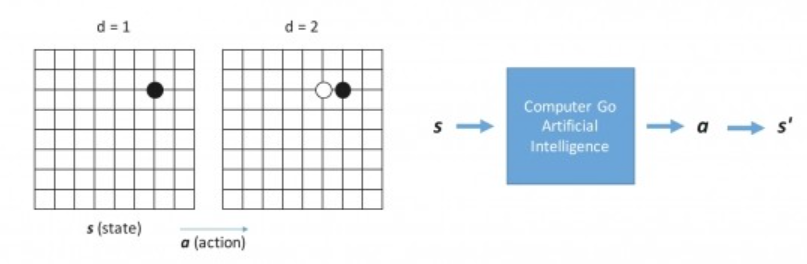 d = 1
d = 2
s (state)
a (action)
s
Computer Go
Artificial
Intelligence
a
s'